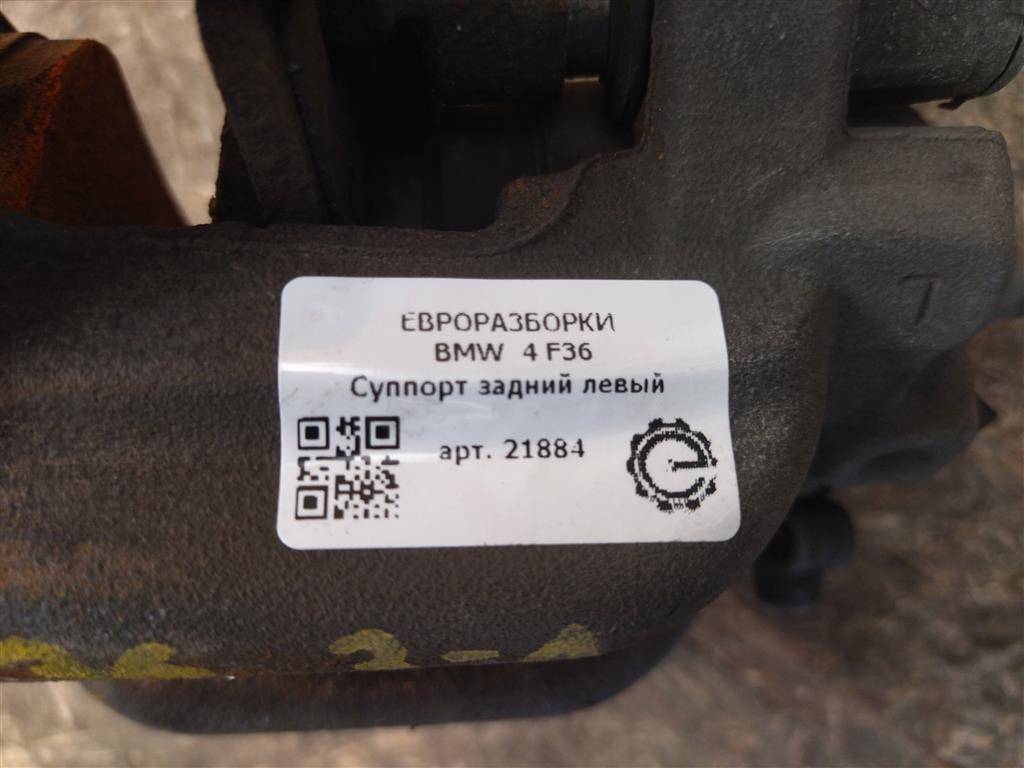 ЕВРОРАЗБОРКИ
BMW 4 F36
Суппорт задний левый
арт. 21884